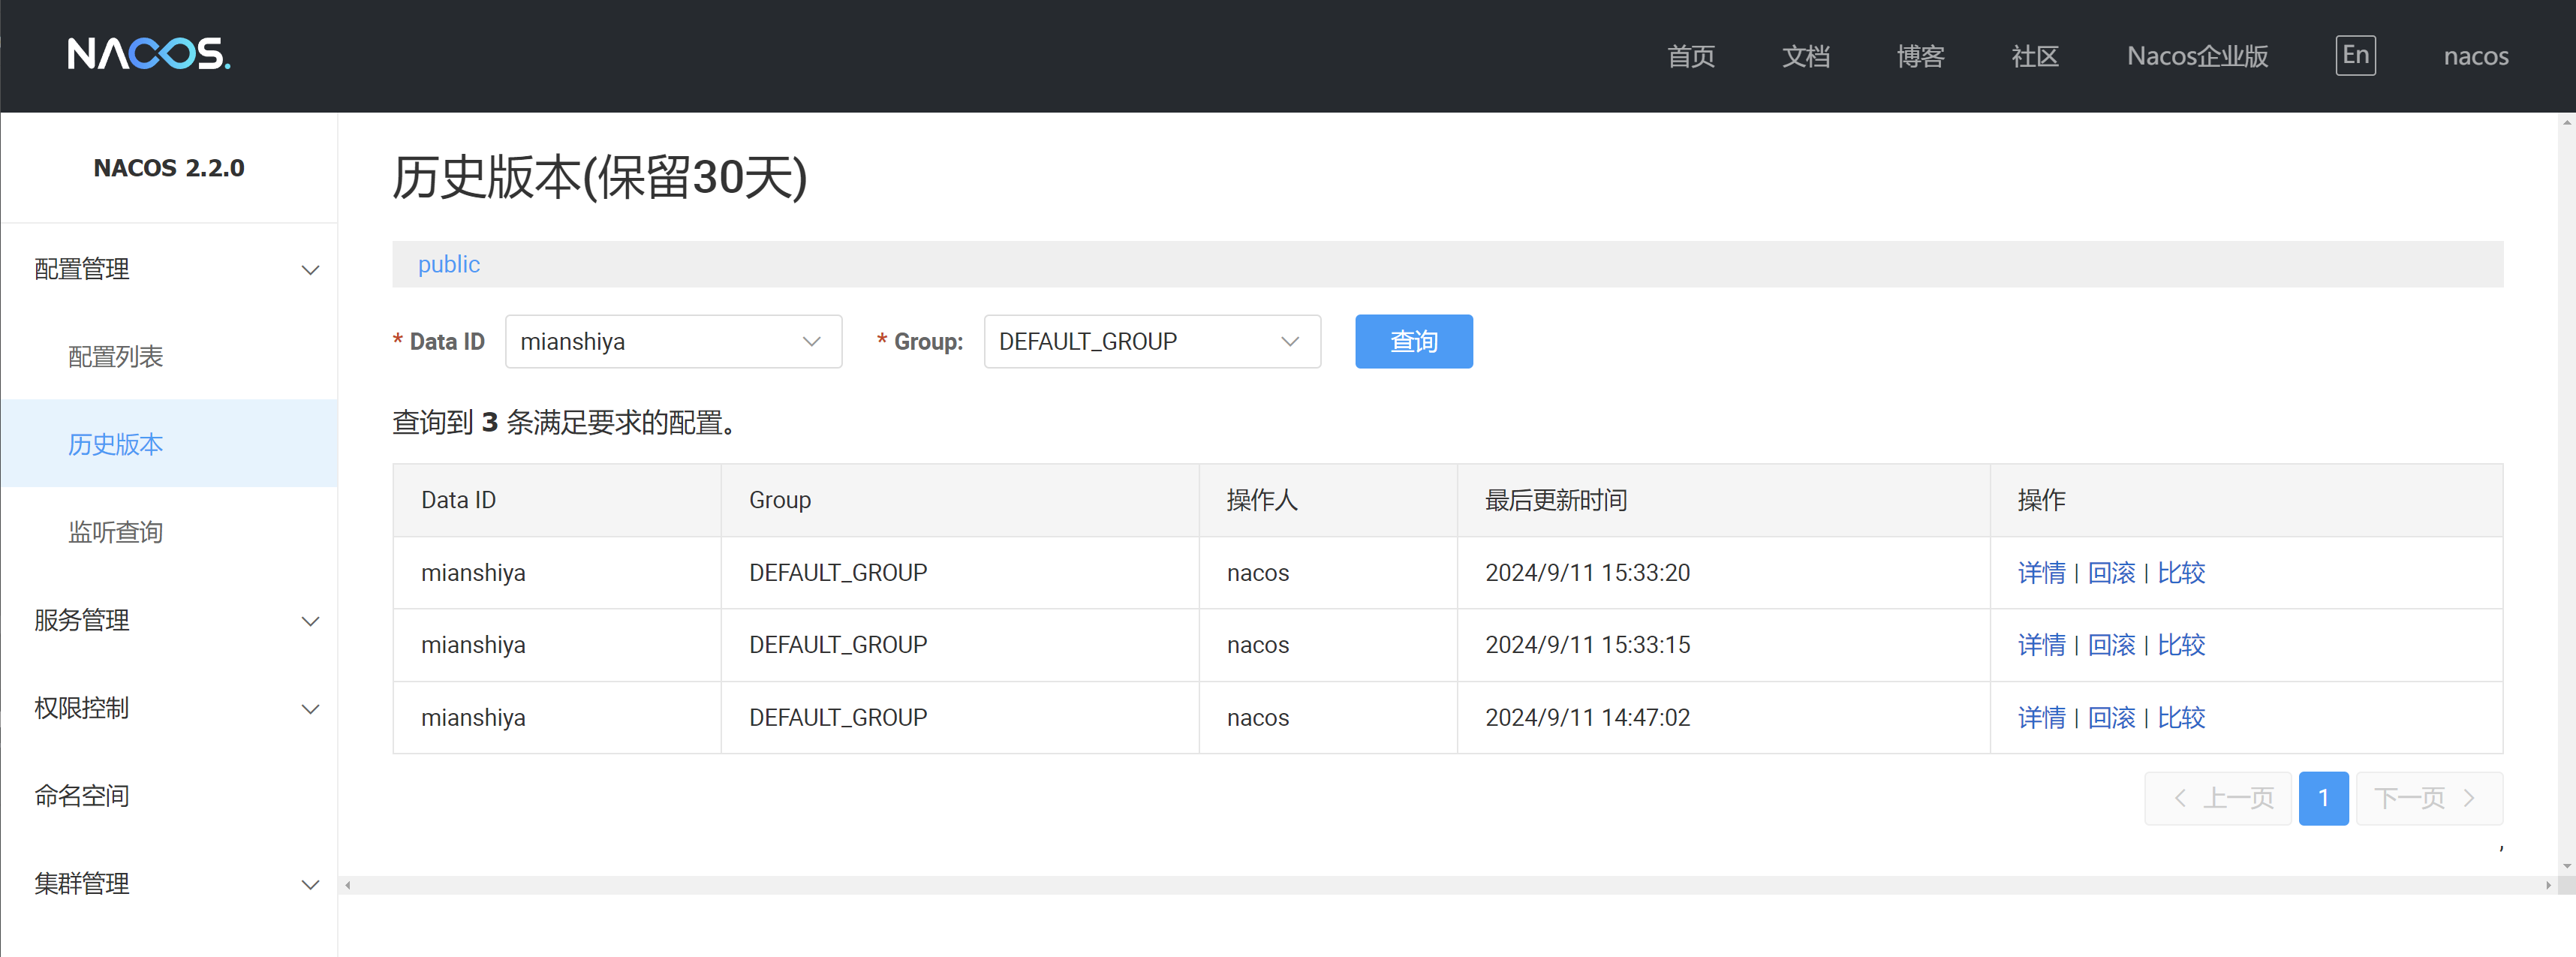 NACOS.
首页 文档 博客 社区 Nacos企业版 En nacos
NACOS 2.2.0
配置管理
配置列表
历史版本
监听查询
服务管理
权限控制
命名空间
集群管理
历史版本(保留30天)
public
* Data ID mianshiya * Group: DEFAULT_GROUP 查询
查询到 3 条满足要求的配置。
Data ID Group 操作人 最后更新时间 操作
mianshiya DEFAULT_GROUP nacos 2024/9/11 15:33:20 详情 | 回滚 | 比较
mianshiya DEFAULT_GROUP nacos 2024/9/11 15:33:15 详情 | 回滚 | 比较
mianshiya DEFAULT_GROUP nacos 2024/9/11 14:47:02 详情 | 回滚 | 比较
上一页 1 下一页
,